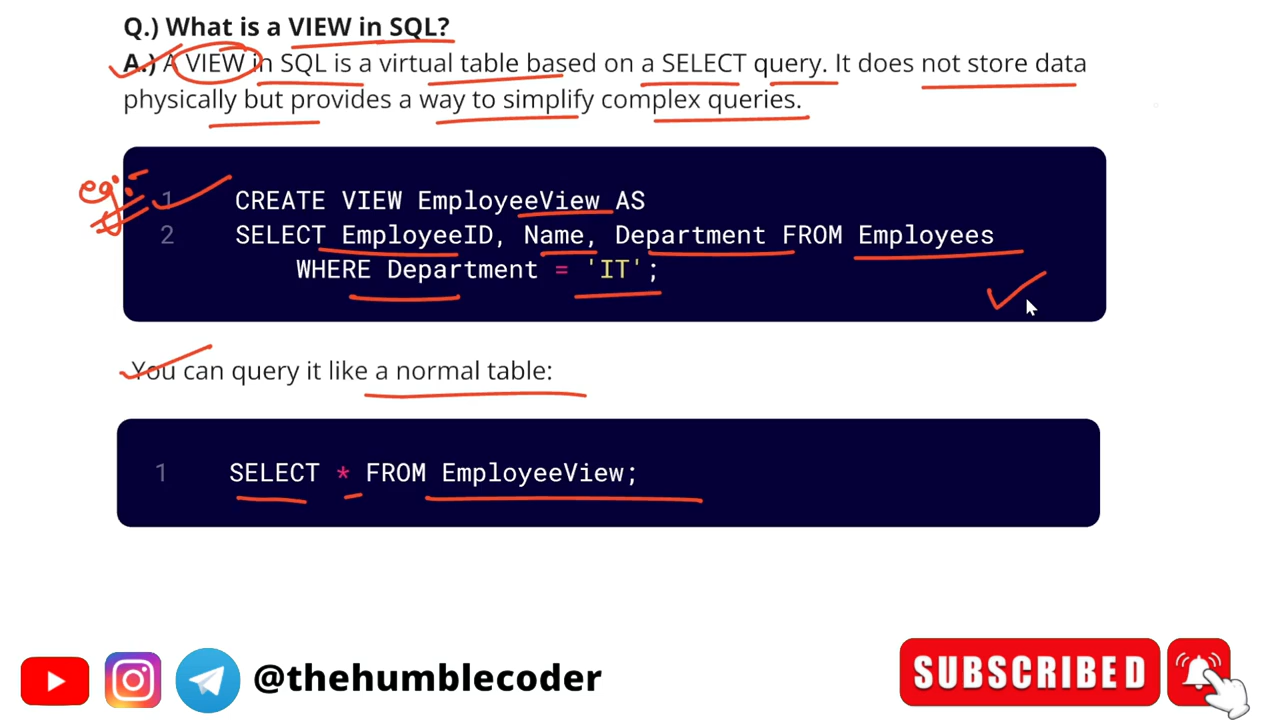 Q.) What is a VIEW in SQL?
A.) A VIEW in SQL is a virtual table based on a SELECT query. It does not store data
physically but provides a way to simplify complex queries.
eg:-
1 CREATE VIEW EmployeeView AS
2 SELECT EmployeeID, Name, Department FROM Employees
WHERE Department = 'IT';
You can query it like a normal table:
1 SELECT * FROM EmployeeView;
@thehumblecoder
SUBSCRIBED